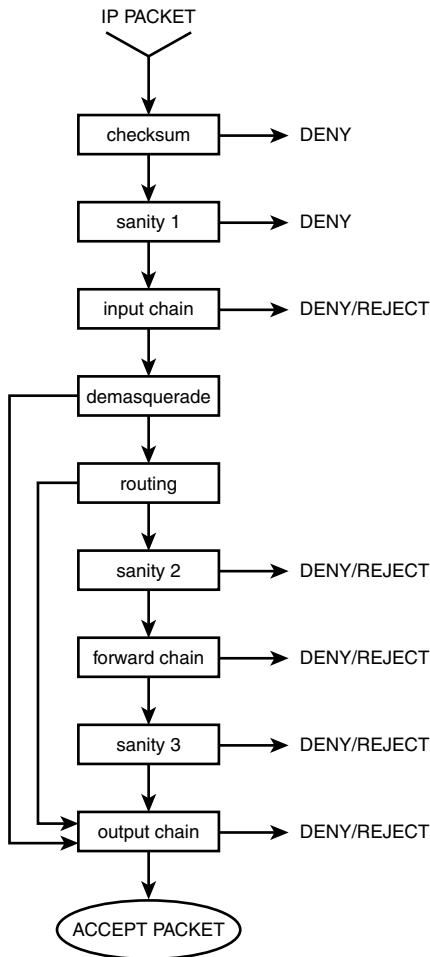 IP PACKET
checksum
DENY
sanity 1
DENY
input chain
DENY/REJECT
demasquerade
routing
sanity 2
DENY/REJECT
forward chain
DENY/REJECT
sanity 3
DENY/REJECT
output chain
DENY/REJECT
ACCEPT PACKET